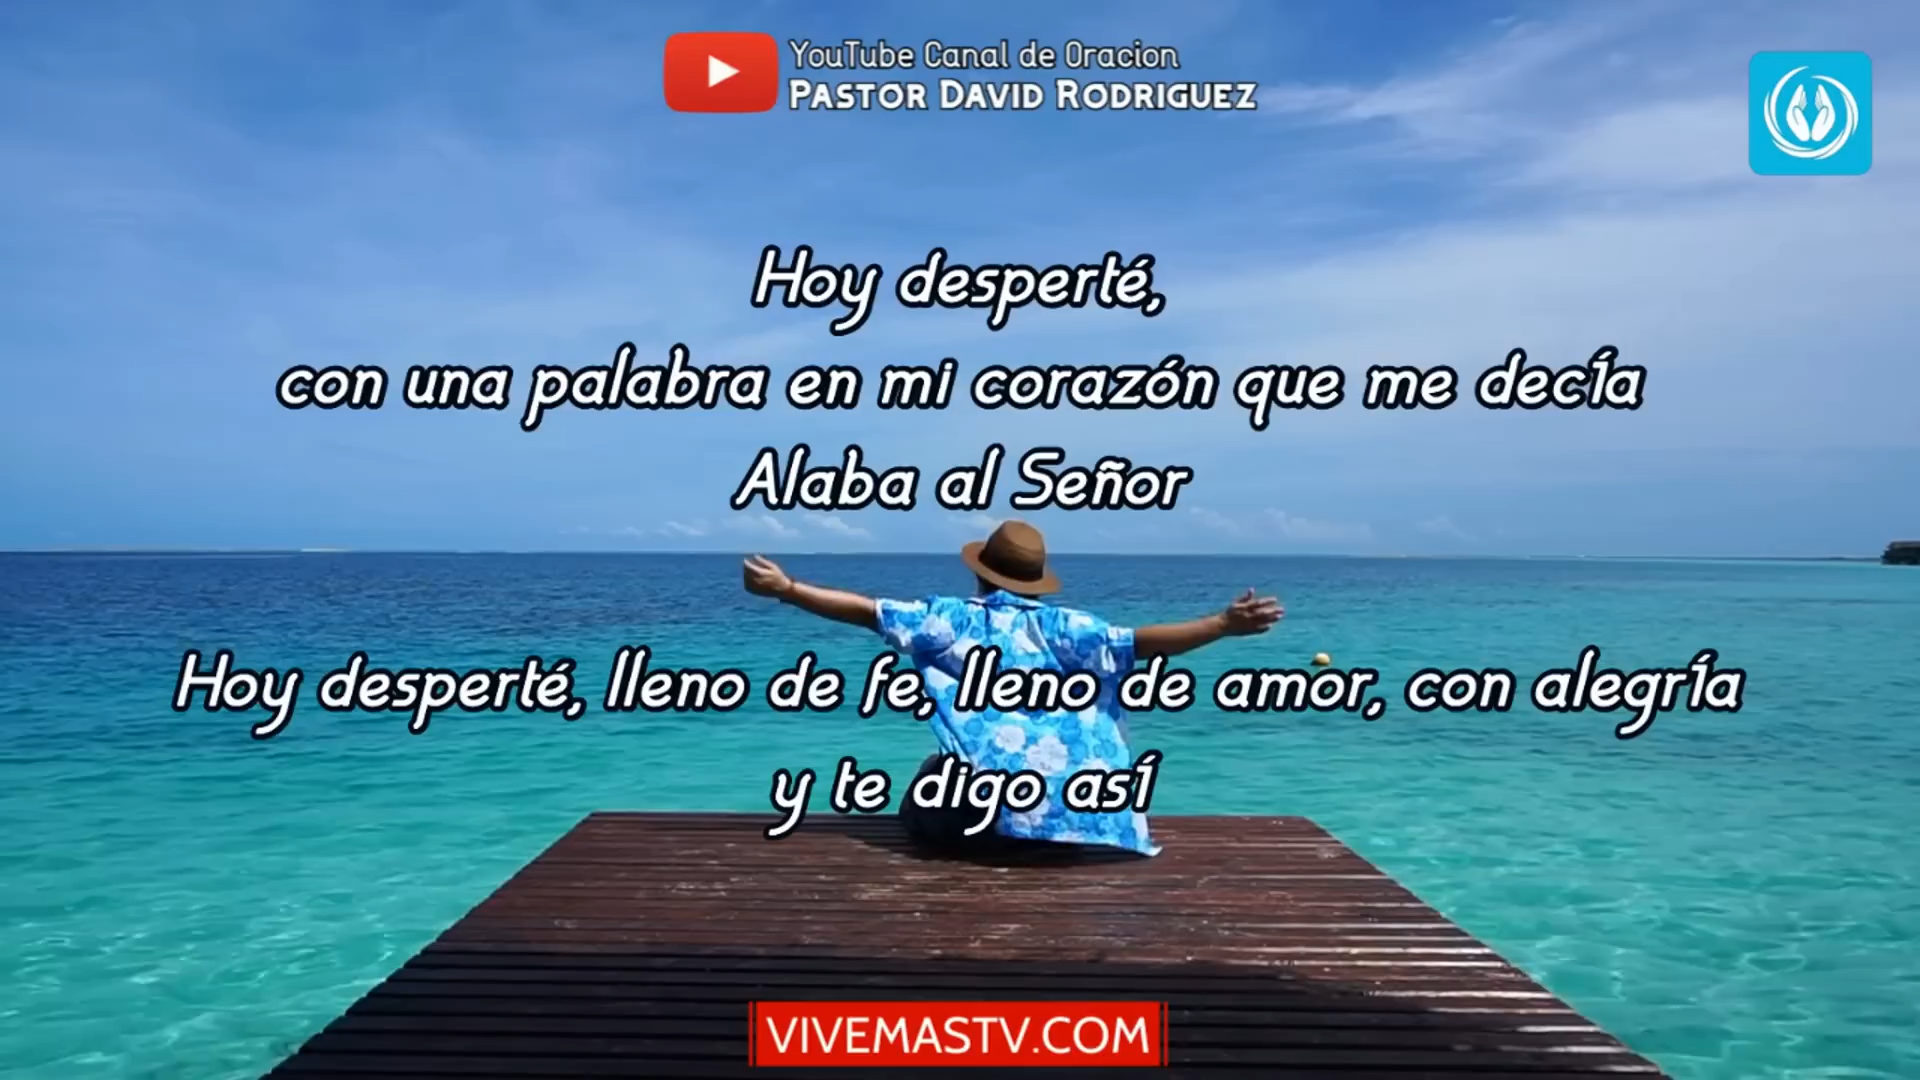 YouTube Canal de Oracion
PASTOR DAVID RODRIGUEZ
Hoy desperté,
con una palabra en mi corazón que me decía
Alaba al Señor
Hoy desperté, lleno de fe, lleno de amor, con alegría
y te digo así
VIVEMASTV.COM